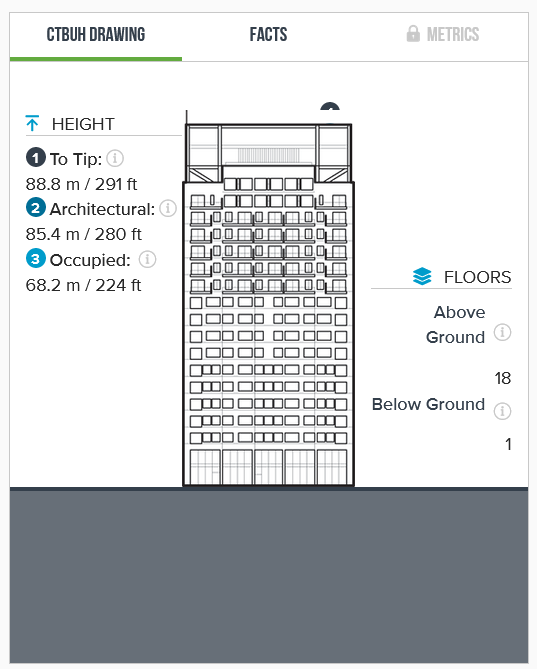 CTBUH DRAWING
FACTS
METRICS
HEIGHT
1 To Tip:
88.8 m / 291 ft
2 Architectural:
85.4 m / 280 ft
3 Occupied:
68.2 m / 224 ft
FLOORS
Above
Ground
18
Below Ground
1